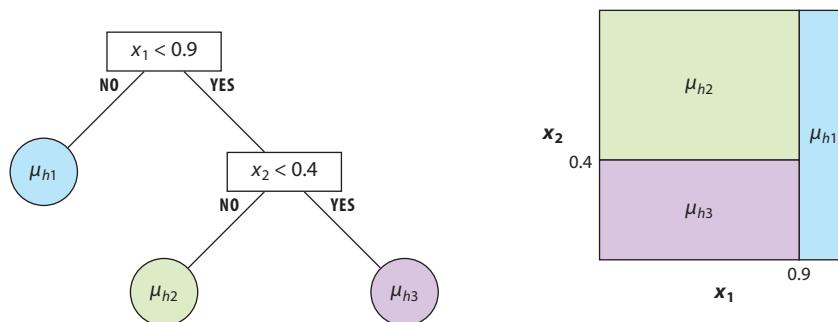 x1 < 0.9
NO YES
μh1
x2 < 0.4
NO YES
μh2
μh3
μh2
μh1
x2
0.4
μh3
0.9
x1